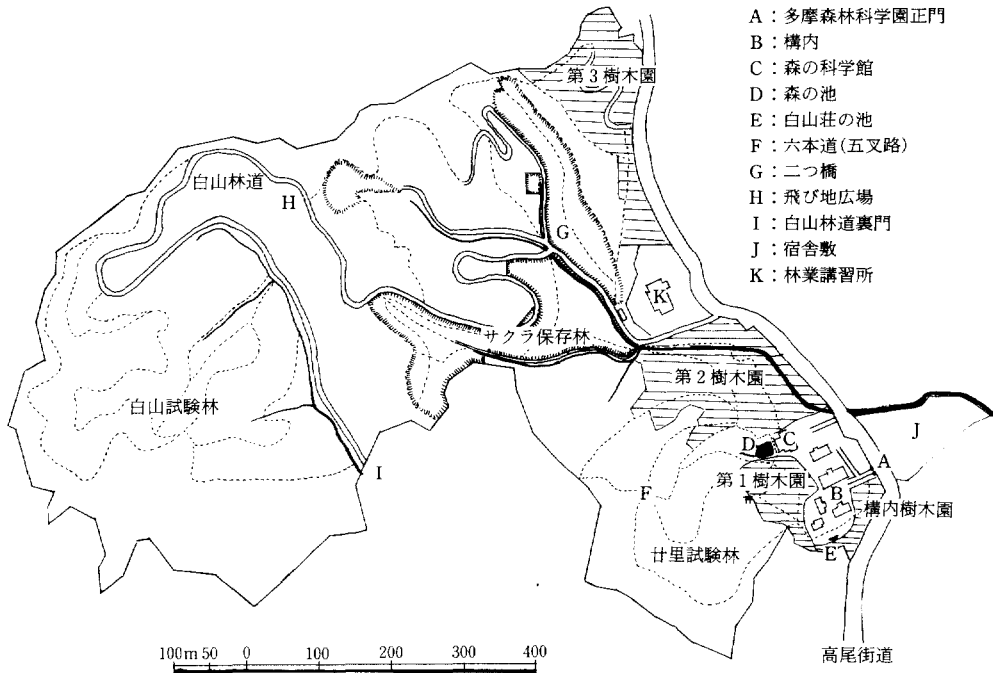 A：多摩森林科学園正門
B：構内
C：森の科学館
D：森の池
E：白山荘の池
F：六本道(五叉路)
G：二つ橋
H：飛び地広場
I：白山林道裏門
J：宿舎敷
K：林業講習所
第3樹木園
白山林道
H
G
K
サクラ保存林
第2樹木園
白山試験林
J
D
C
A
I
第1樹木園
F
B
構内樹木園
E
廿里試験林
高尾街道
100m 50 0 100 200 300 400